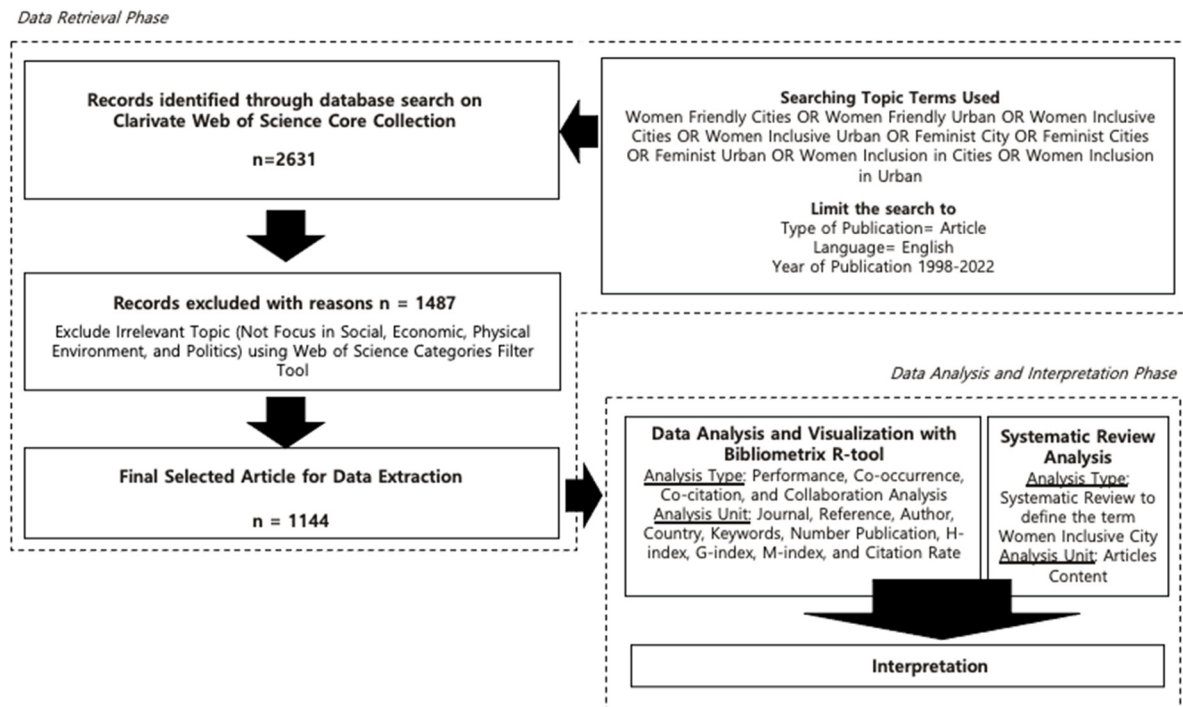 Data Retrieval Phase
Records identified through database search on
Clarivate Web of Science Core Collection
n=2631
Searching Topic Terms Used
Women Friendly Cities OR Women Friendly Urban OR Women Inclusive
Cities OR Women Inclusive Urban OR Feminist City OR Feminist Cities
OR Feminist Urban OR Women Inclusion in Cities OR Women Inclusion
in Urban
Limit the search to
Type of Publication= Article
Language= English
Year of Publication 1998-2022
Records excluded with reasons n = 1487
Exclude Irrelevant Topic (Not Focus in Social, Economic, Physical
Environment, and Politics) using Web of Science Categories Filter
Tool
Final Selected Article for Data Extraction
n = 1144
Data Analysis and Interpretation Phase
Data Analysis and Visualization with
Bibliometrix R-tool
Analysis Type: Performance, Co-occurrence,
Co-citation, and Collaboration Analysis
Analysis Unit: Journal, Reference, Author,
Country, Keywords, Number Publication, H-
index, G-index, M-index, and Citation Rate
Systematic Review
Analysis
Analysis Type:
Systematic Review to
define the term
Women Inclusive City
Analysis Unit: Articles
Content
Interpretation